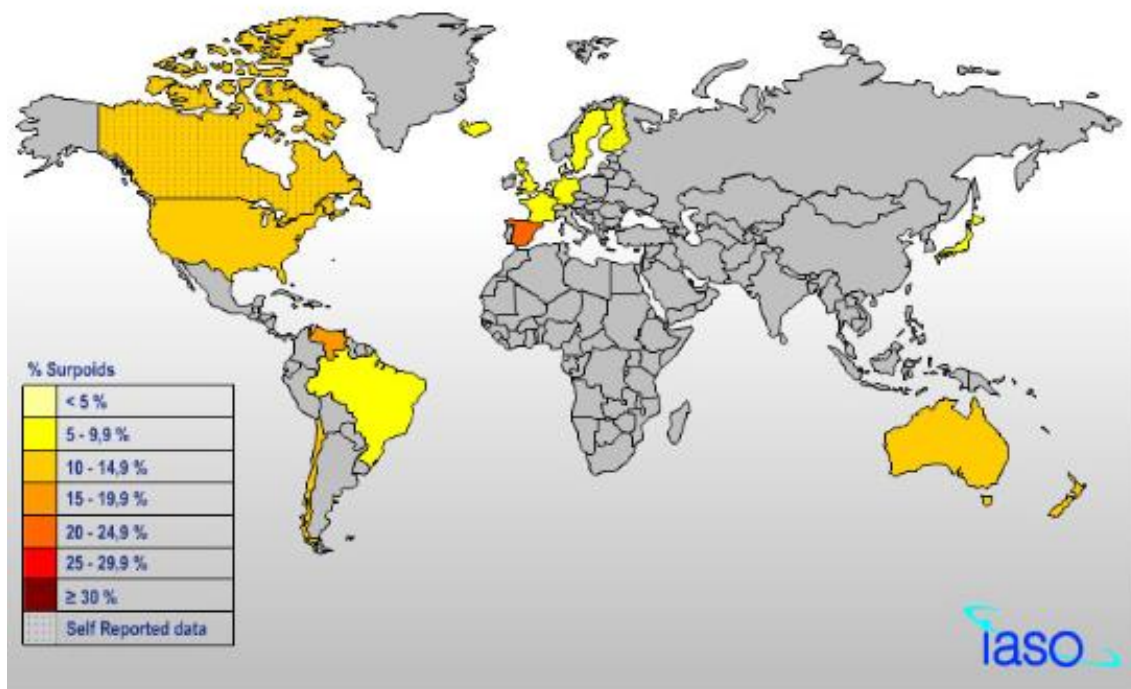 % Surpoids
< 5 %
5 - 9,9 %
10 - 14,9 %
15 - 19,9 %
20 - 24,9 %
25 - 29,9 %
≥ 30 %
Self Reported data
iaso